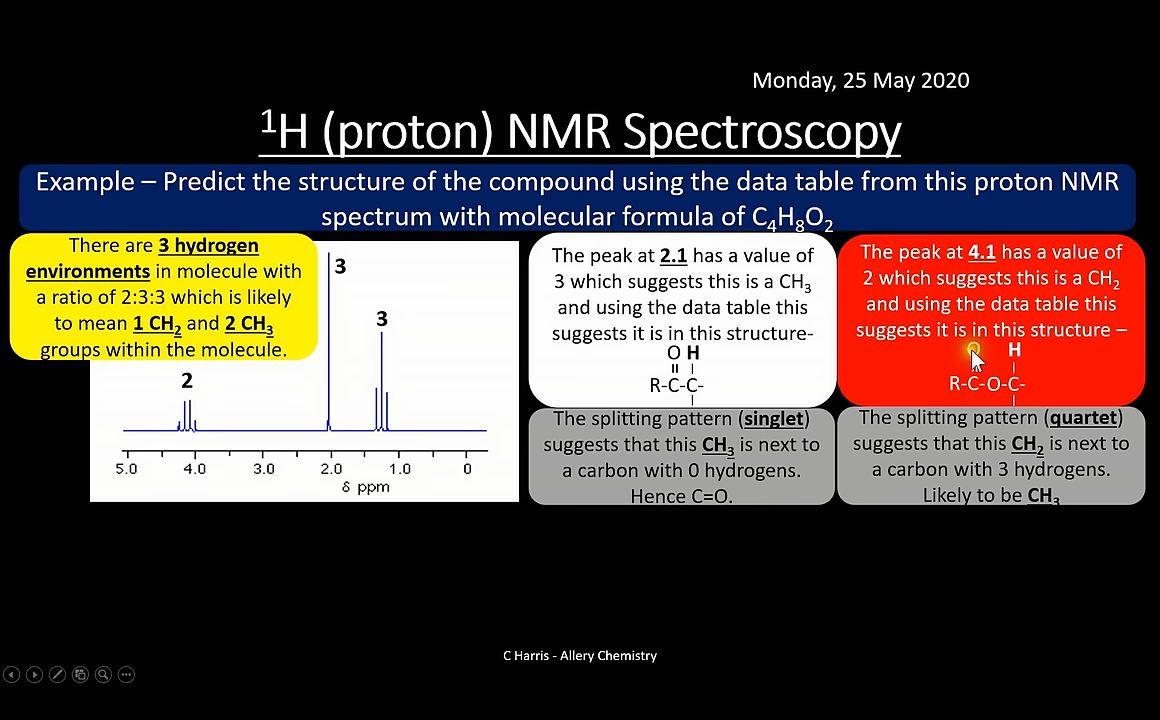 Monday, 25 May 2020
¹H (proton) NMR Spectroscopy
Example – Predict the structure of the compound using the data table from this proton NMR
spectrum with molecular formula of C₄H₈O₂
There are 3 hydrogen
environments in molecule with
a ratio of 2:3:3 which is likely
to mean 1 CH₂ and 2 CH₃
groups within the molecule.
3
3
2
5.0 4.0 3.0 2.0 1.0 0
δ ppm
The peak at 2.1 has a value of
3 which suggests this is a CH₃
and using the data table this
suggests it is in this structure-
O H
R-C-C-
The splitting pattern (singlet)
suggests that this CH₃ is next to
a carbon with 0 hydrogens.
Hence C=O.
The peak at 4.1 has a value of
2 which suggests this is a CH₂
and using the data table this
suggests it is in this structure –
O H
R-C-O-C-
The splitting pattern (quartet)
suggests that this CH₂ is next to
a carbon with 3 hydrogens.
Likely to be CH₃
C Harris - Allery Chemistry